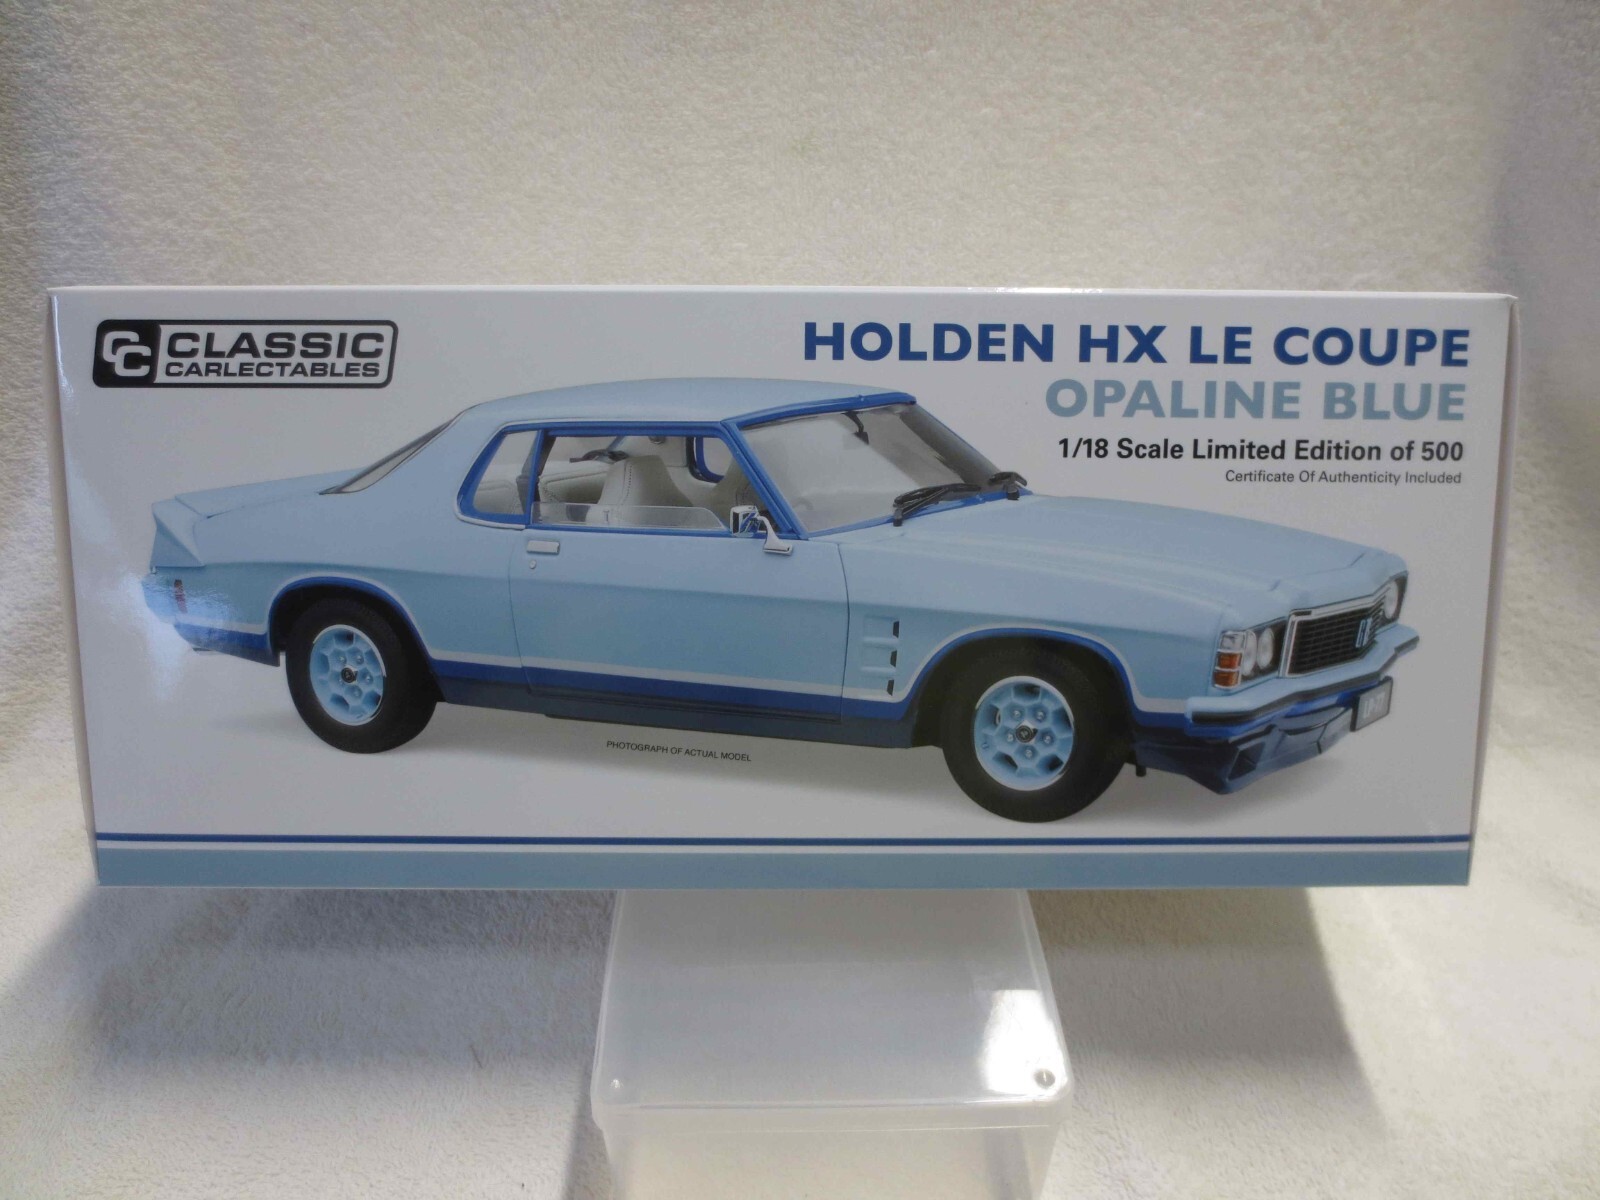 CC CLASSIC
CARLECTABLES
HOLDEN HX LE COUPE
OPALINE BLUE
1/18 Scale Limited Edition of 500
Certificate Of Authenticity Included
PHOTOGRAPH OF ACTUAL MODEL